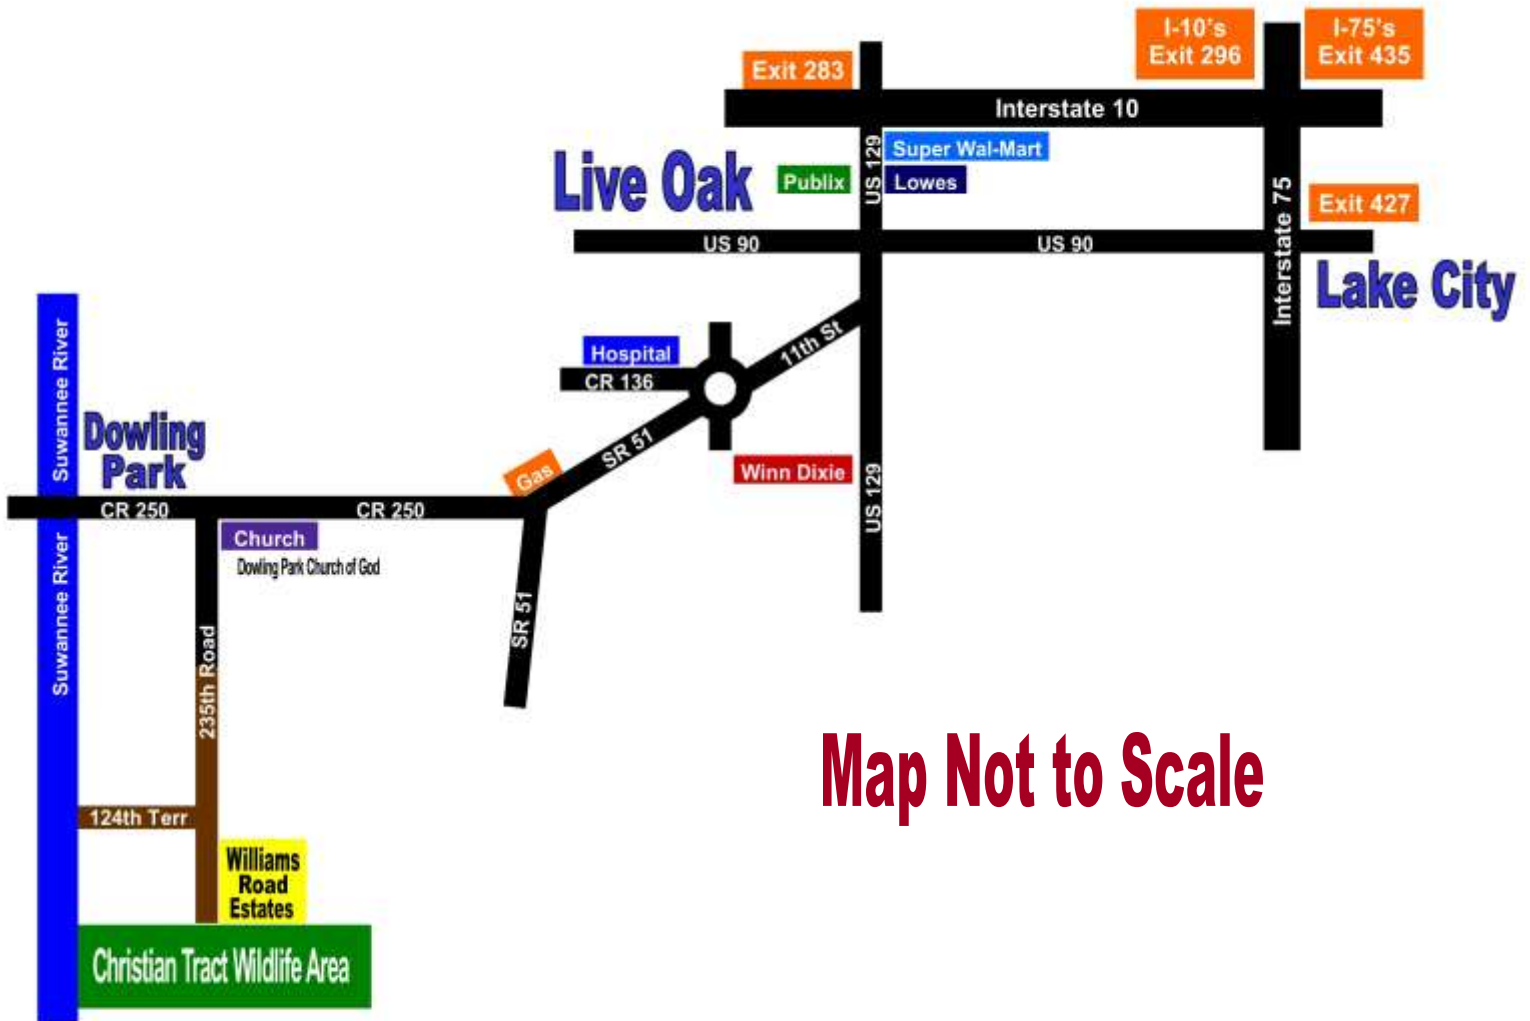 I-10's
Exit 296
I-75's
Exit 435
Exit 283
Interstate 10
US 129
Super Wal-Mart
Publix
Lowes
Live Oak
Interstate 75
Exit 427
US 90
US 90
Lake City
11th St
Hospital
CR 136
Suwannee River
Dowling
Park
SR 51
Gas
Winn Dixie
US 129
CR 250
CR 250
Church
Dowling Park Church of God
Suwannee River
SR 51
235th Road
Map Not to Scale
124th Terr
Williams
Road
Estates
Christian Tract Wildlife Area